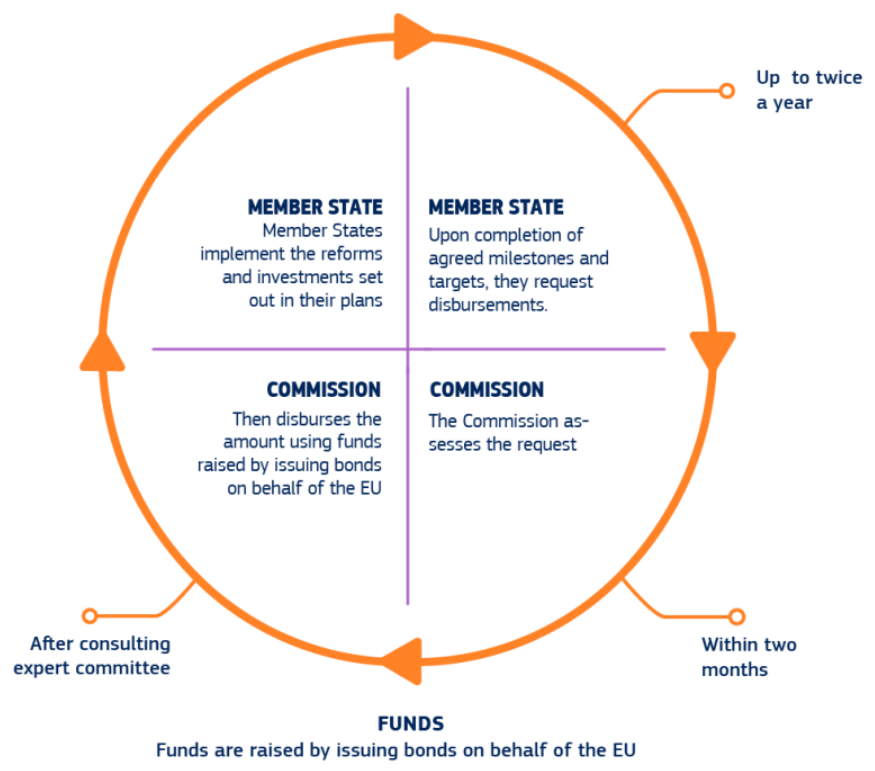 Up to twice
a year
MEMBER STATE
Member States
implement the reforms
and investments set
out in their plans
MEMBER STATE
Upon completion of
agreed milestones and
targets, they request
disbursements.
COMMISSION
Then disburses the
amount using funds
raised by issuing bonds
on behalf of the EU
COMMISSION
The Commission as-
sesses the request
After consulting
expert committee
Within two
months
FUNDS
Funds are raised by issuing bonds on behalf of the EU